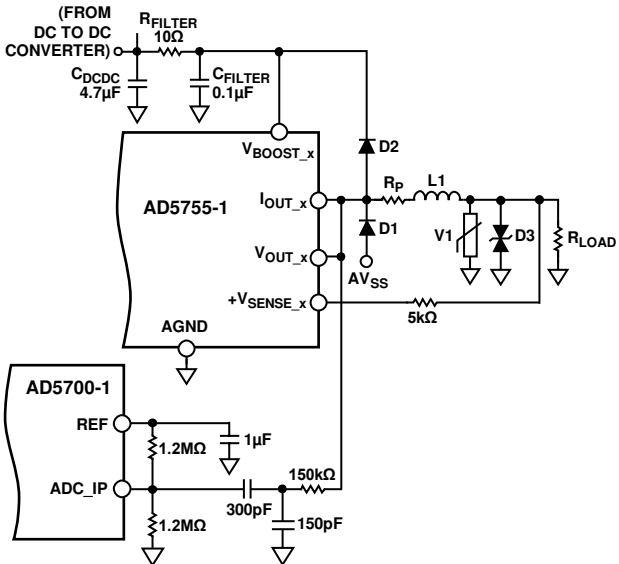 (FROM
DC TO DC
CONVERTER)
RFILTER
10Ω
CDCDC
4.7µF
CFILTER
0.1µF
VBOOST_x
D2
AD5755-1
IOUT_x
RP
L1
D1
V1
D3
RLOAD
VOUT_x
AVSS
+VSENSE_x
5kΩ
AGND
AD5700-1
REF
1.2MΩ
1µF
ADC_IP
150kΩ
300pF
1.2MΩ
150pF